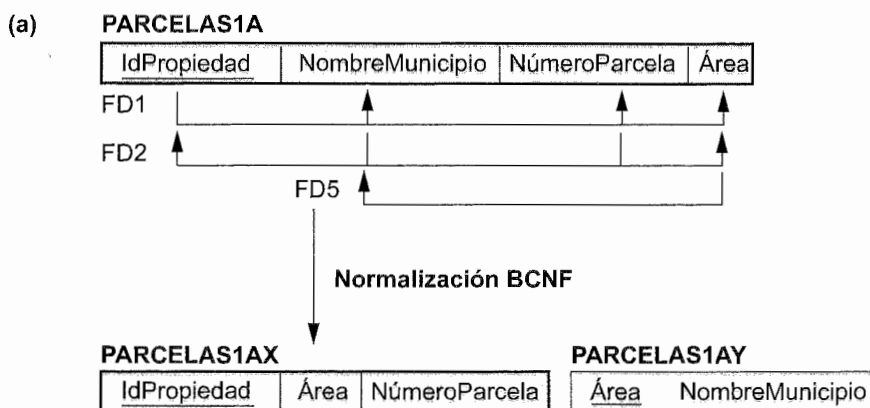 (a) PARCELAS1A
IdPropiedad NombreMunicipio NúmeroParcela Área
FD1
FD2
FD5
Normalización BCNF
PARCELAS1AX PARCELAS1AY
IdPropiedad Área NúmeroParcela Área NombreMunicipio